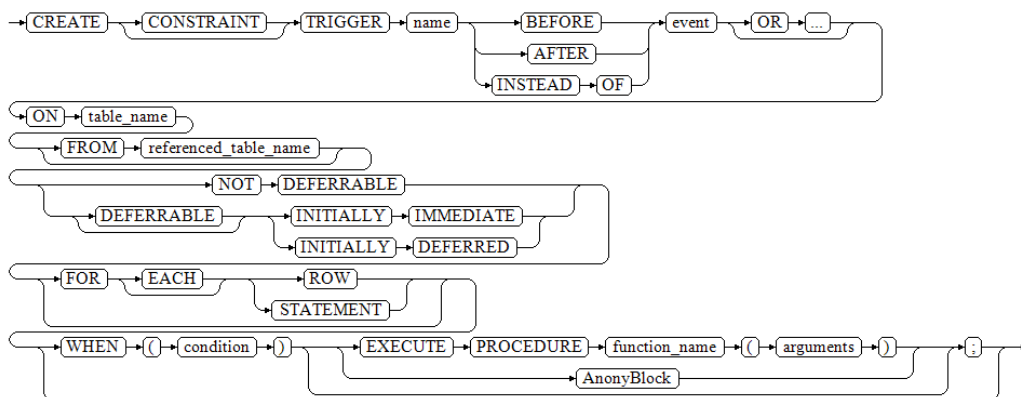 CREATE CONSTRAINT TRIGGER name BEFORE event OR ...
AFTER
INSTEAD OF
ON table_name
FROM referenced_table_name
NOT DEFERRABLE
DEFERRABLE INITIALLY IMMEDIATE
INITIALLY DEFERRED
FOR EACH ROW
STATEMENT
WHEN ( condition ) EXECUTE PROCEDURE function_name ( arguments ) ;
AnonyBlock